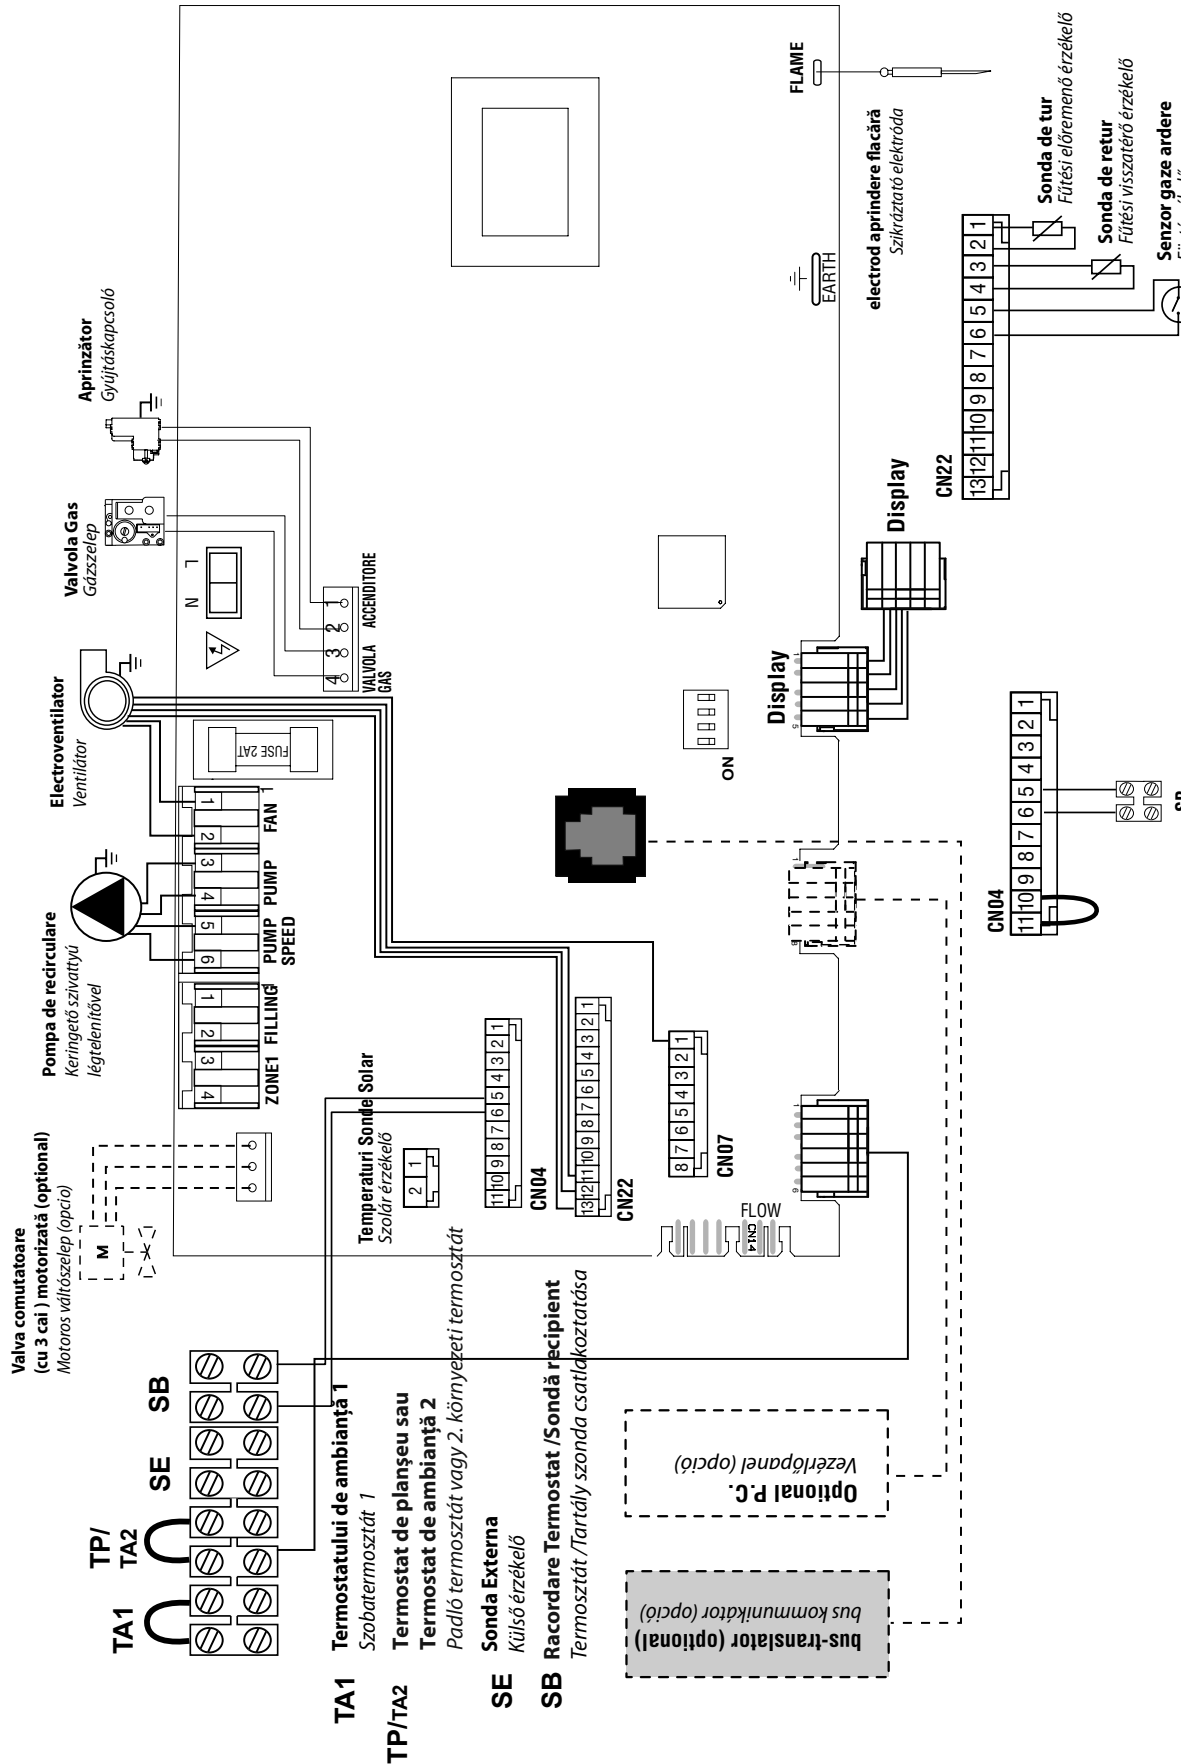 Valva comutatoare
(cu 3 cai ) motorizată (optional)
Motoros váltószelep (opcio)
M
Pompa de recirculare
Keringető szivattyú
légtelenítővel
Electroventilator
Ventilátor
Valvola Gas
Gázszelep
Aprinzător
Gyújtáskapcsoló
4 3 2 1 6 5 4 3 2 1
ZONE1 FILLING PUMP SPEED PUMP FAN
FUSE 2AT
N L
4 3 2 1
VALVOLA GAS ACCENDITORE
TA1 TP/TA2 SE SB
TA1 Termostatului de ambianță 1
Szobatermosztát 1
TP/TA2 Termostat de planșeu sau
Termostat de ambianță 2
Padló termosztát vagy 2. környezeti termosztát
SE Sonda Externa
Külső érzékelő
SB Racordare Termostat /Sondă recipient
Termosztát /Tartály szonda csatlakoztatása
Temperaturi Sonde Solar
Szolár érzékelő
2 1
11 10 9 8 7 6 5 4 3 2 1
CN04
13 12 11 10 9 8 7 6 5 4 3 2 1
CN22
8 7 6 5 4 3 2 1
CN07
FLOW
CN14
6 1
8 1
ON
Display
5 1
Display
bus-translator (optional)
bus kommunikátor (opció)
Optional P.C.
Vezérlőpanel (opció)
EARTH
FLAME
electrod aprindere flacără
Szikráztató elektróda
CN04
11 10 9 8 7 6 5 4 3 2 1
CN22
13 12 11 10 9 8 7 6 5 4 3 2 1
Sonda de tur
Fűtési előremenő érzékelő
Sonda de retur
Fűtési visszatérő érzékelő
Senzor gaze ardere